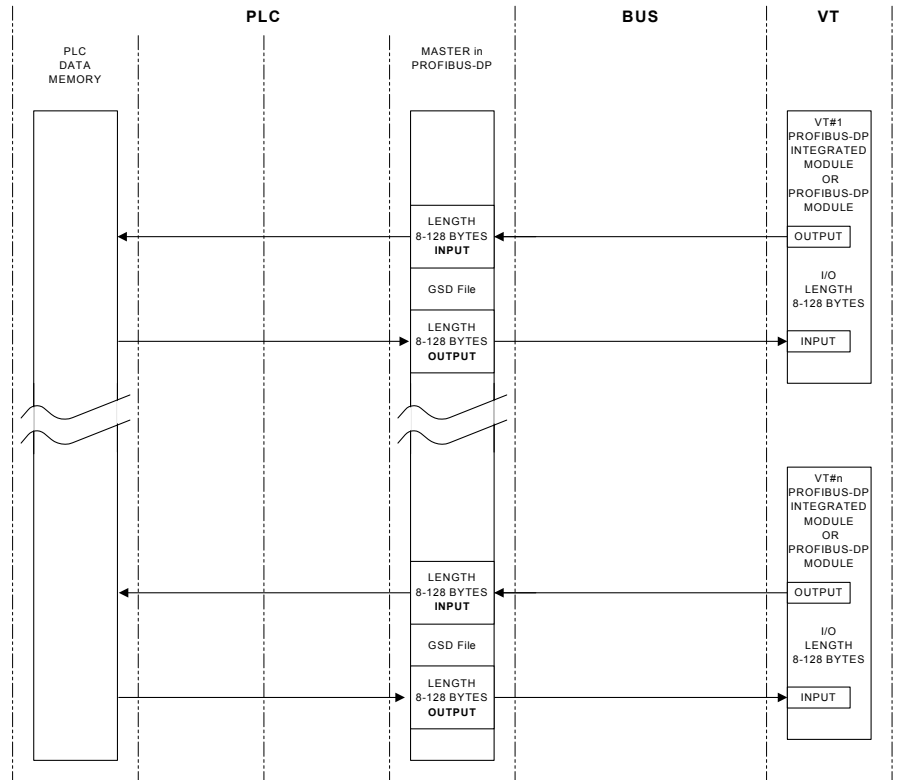 PLC
BUS
VT
PLC
DATA
MEMORY
MASTER in
PROFIBUS-DP
VT#1
PROFIBUS-DP
INTEGRATED
MODULE
OR
PROFIBUS-DP
MODULE
LENGTH
8-128 BYTES
INPUT
OUTPUT
GSD File
I/O
LENGTH
8-128 BYTES
LENGTH
8-128 BYTES
OUTPUT
INPUT
VT#n
PROFIBUS-DP
INTEGRATED
MODULE
OR
PROFIBUS-DP
MODULE
LENGTH
8-128 BYTES
INPUT
OUTPUT
GSD File
I/O
LENGTH
8-128 BYTES
LENGTH
8-128 BYTES
OUTPUT
INPUT